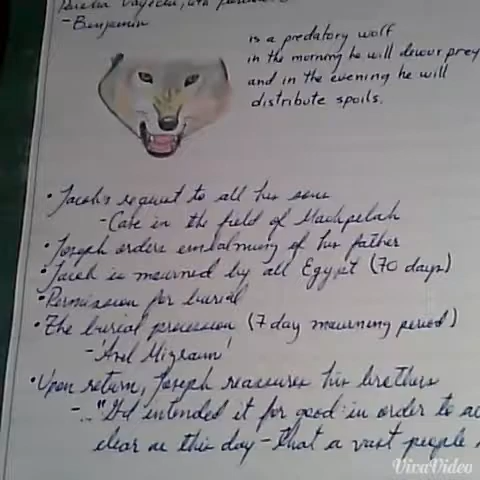 Parsha Vayechi,
-Benjamin
is a predatory wolf
in the morning he will devour prey
and in the evening he will
distribute spoils.
• Jacob's request to all his sons
- Cave in the field of Machpelah
• Joseph orders embalming of his father
• Jacob is mourned by all Egypt (70 days)
• Permission for burial
• The burial procession (7 day mourning period)
- 'Avel Mizraim'
• Upon return, Joseph reassures his brothers
- ... "G-d intended it for good: in order to ac
clear as this day - that a vast people
VivaVideo